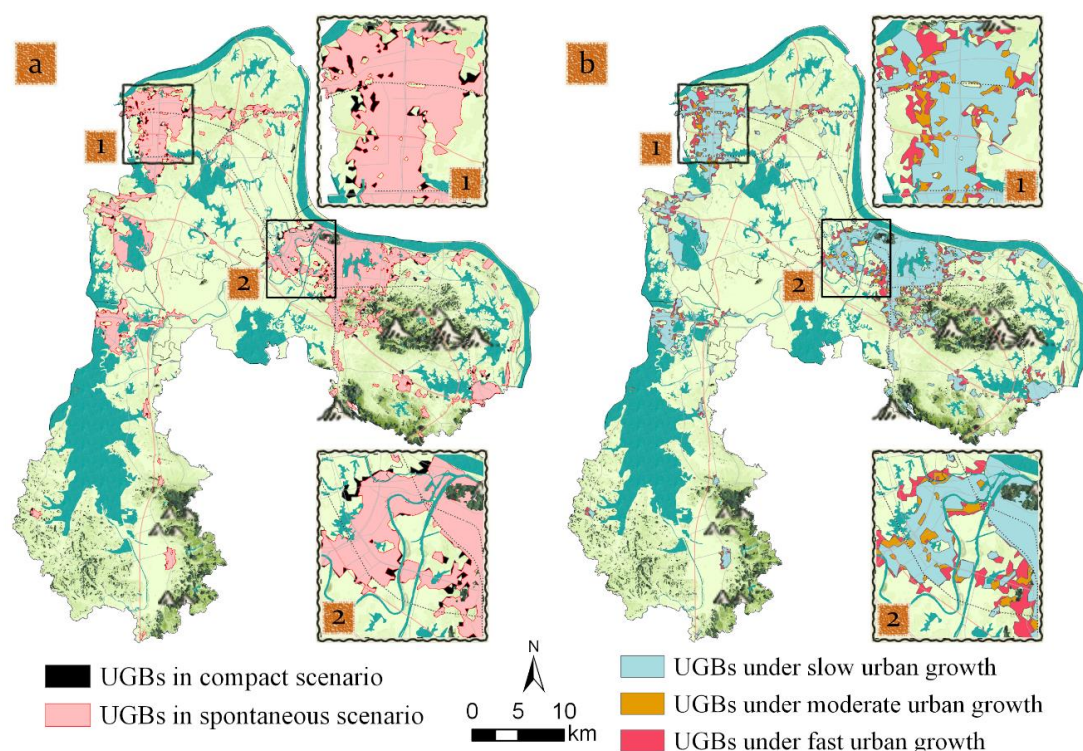 a
1
1
2
2
b
1
1
2
2
UGBs in compact scenario
UGBs in spontaneous scenario
N
0 5 10
km
UGBs under slow urban growth
UGBs under moderate urban growth
UGBs under fast urban growth